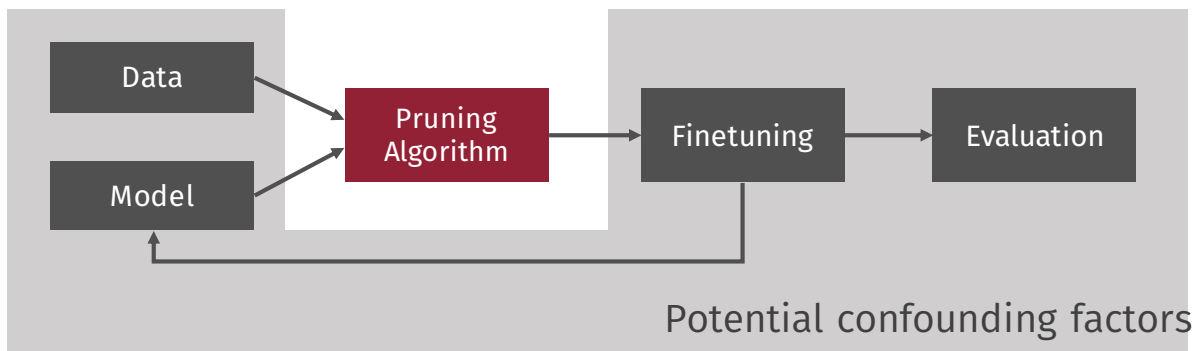 Data
Model
Pruning
Algorithm
Finetuning
Evaluation
Potential confounding factors